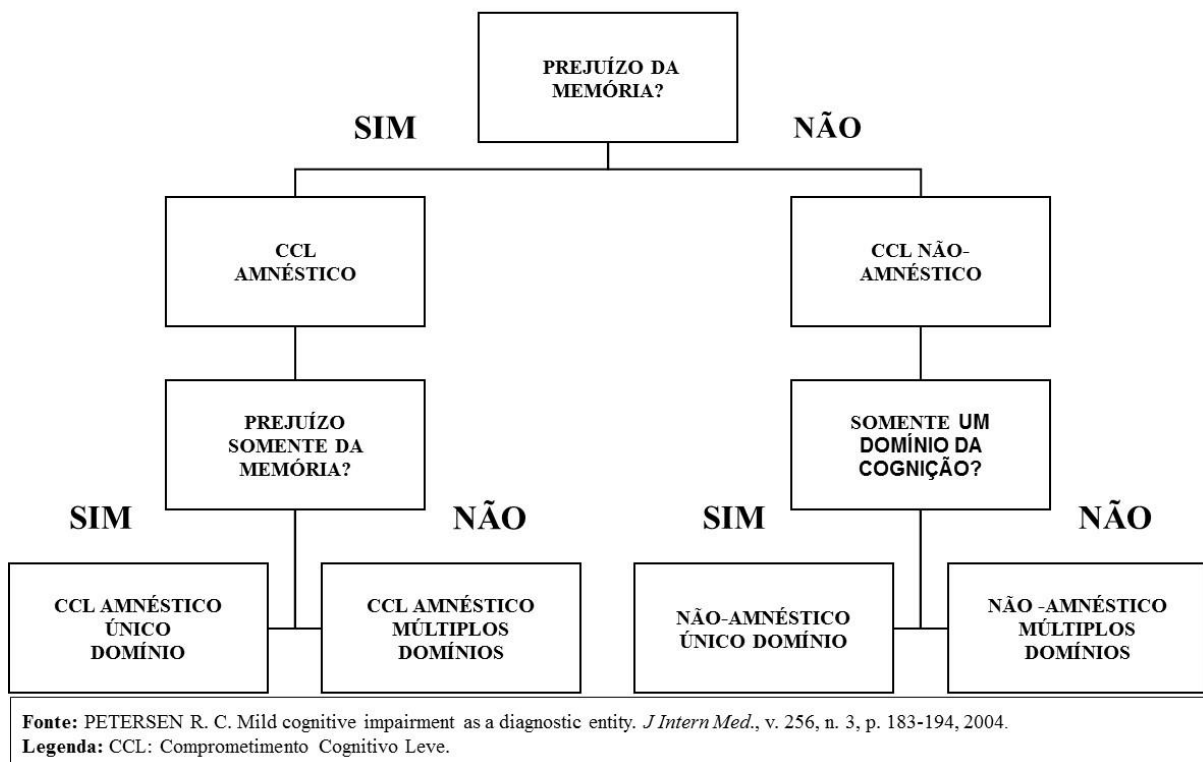 PREJUÍZO DA
MEMÓRIA?
SIM
NÃO
CCL
AMNÉSTICO
CCL NÃO-
AMNÉSTICO
PREJUÍZO
SOMENTE DA
MEMÓRIA?
SOMENTE UM
DOMÍNIO DA
COGNIÇÃO?
SIM
NÃO
SIM
NÃO
CCL AMNÉSTICO
ÚNICO
DOMÍNIO
CCL AMNÉSTICO
MÚLTIPLOS
DOMÍNIOS
NÃO-AMNÉSTICO
ÚNICO DOMÍNIO
NÃO -AMNÉSTICO
MÚLTIPLOS
DOMÍNIOS
Fonte: PETERSEN R. C. Mild cognitive impairment as a diagnostic entity. J Intern Med., v. 256, n. 3, p. 183-194, 2004.
Legenda: CCL: Comprometimento Cognitivo Leve.